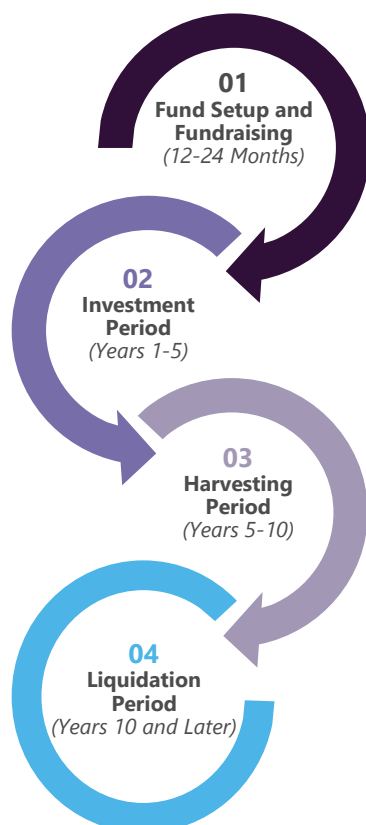 01
Fund Setup and
Fundraising
(12-24 Months)
02
Investment
Period
(Years 1-5)
03
Harvesting
Period
(Years 5-10)
04
Liquidation
Period
(Years 10 and Later)